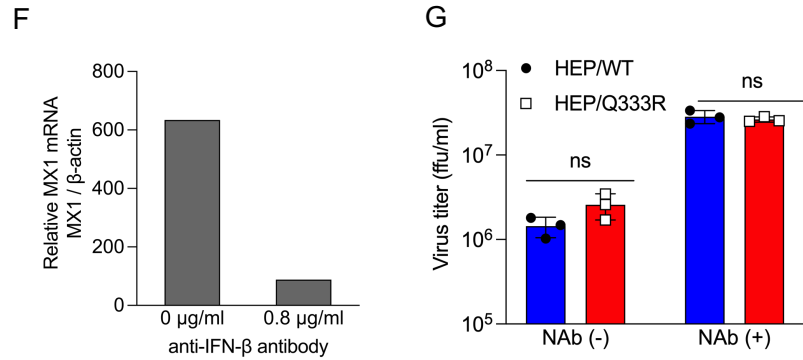 F
Relative MX1 mRNA
MX1 / β-actin
800
600
400
200
0
0 μg/ml 0.8 μg/ml
anti-IFN-β antibody
G
HEP/WT
HEP/Q333R
Virus titer (ffu/ml)
10⁸
10⁷
10⁶
10⁵
ns
ns
NAb (-) NAb (+)